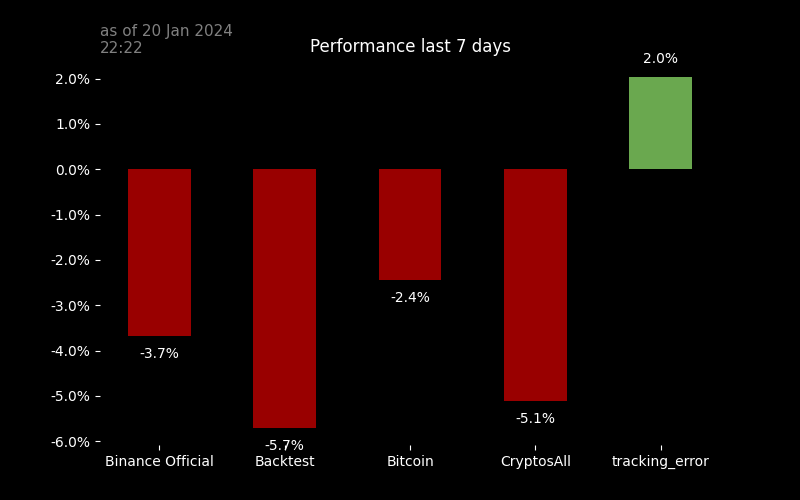 as of 20 Jan 2024
22:22
Performance last 7 days
2.0%
2.0%
1.0%
0.0%
-1.0%
-2.0%
-3.0%
-4.0%
-5.0%
-6.0%
-3.7%
-5.7%
-2.4%
-5.1%
Binance Official
Backtest
Bitcoin
CryptosAll
tracking_error